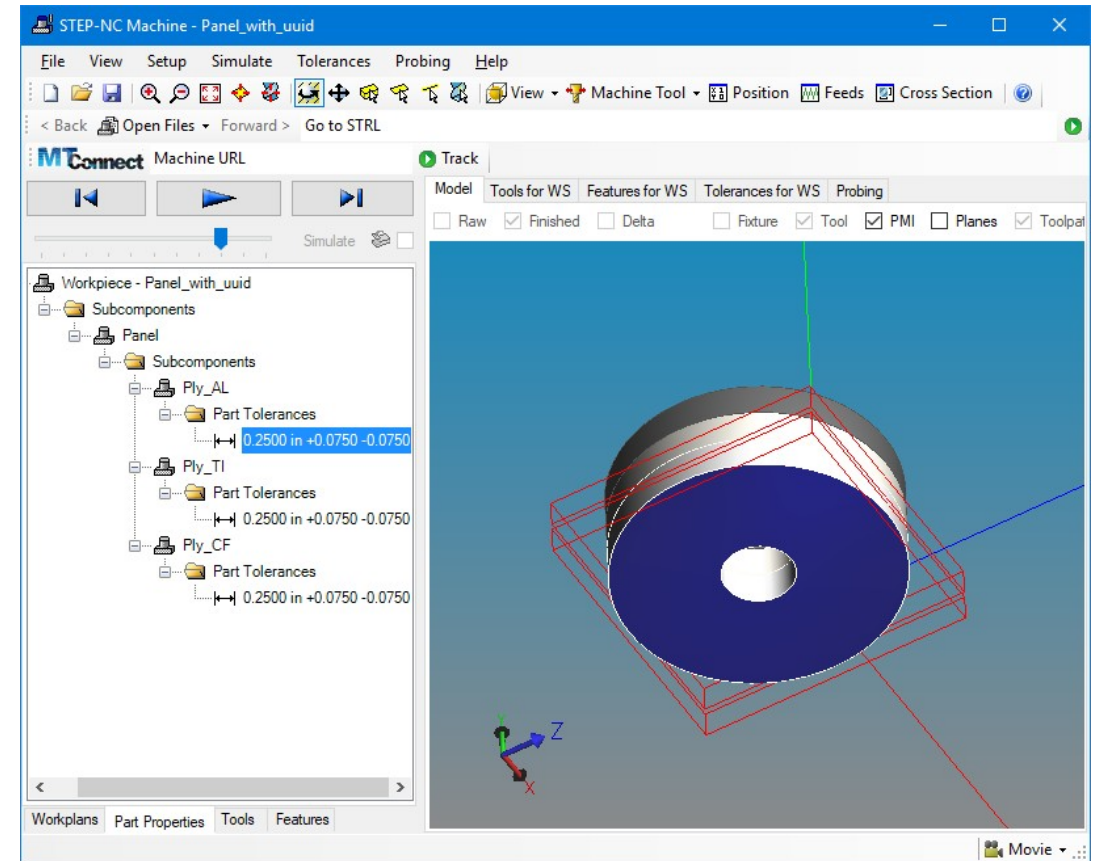 STEP-NC Machine - Panel_with_uuid
File View Setup Simulate Tolerances Probing Help
View Machine Tool Position Feeds Cross Section
< Back Open Files Forward > Go to STRL
MTConnect Machine URL Track
Model Tools for WS Features for WS Tolerances for WS Probing
Raw Finished Delta Fixture Tool PMI Planes Toolpat
Simulate
Workpiece - Panel_with_uuid
Subcomponents
Panel
Subcomponents
Ply_AL
Part Tolerances
0.2500 in +0.0750 -0.0750
Ply_TI
Part Tolerances
0.2500 in +0.0750 -0.0750
Ply_CF
Part Tolerances
0.2500 in +0.0750 -0.0750
Y
Z
X
Workplans Part Properties Tools Features
Movie